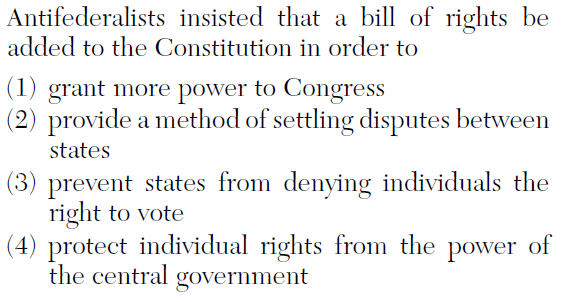 Antifederalists insisted that a bill of rights be
added to the Constitution in order to
(1) grant more power to Congress
(2) provide a method of settling disputes between
states
(3) prevent states from denying individuals the
right to vote
(4) protect individual rights from the power of
the central government